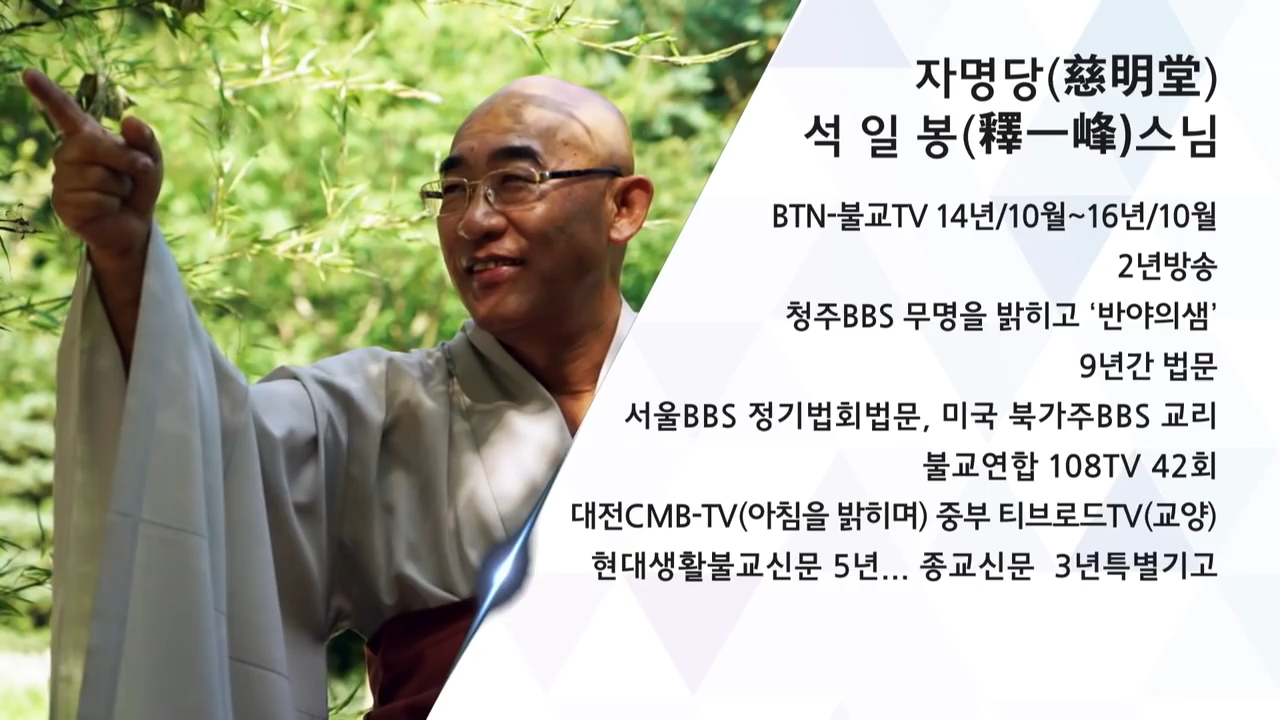 자명당(慈明堂)
석 일 봉(釋一峰)스님
BTN-불교TV 14년/10월~16년/10월
2년방송
청주BBS 무명을 밝히고 ‘반야의샘’
9년간 법문
서울BBS 정기법회법문, 미국 북가주BBS 교리
불교연합 108TV 42회
대전CMB-TV(아침을 밝히며) 중부 티브로드TV(교양)
현대생활불교신문 5년... 종교신문 3년특별기고